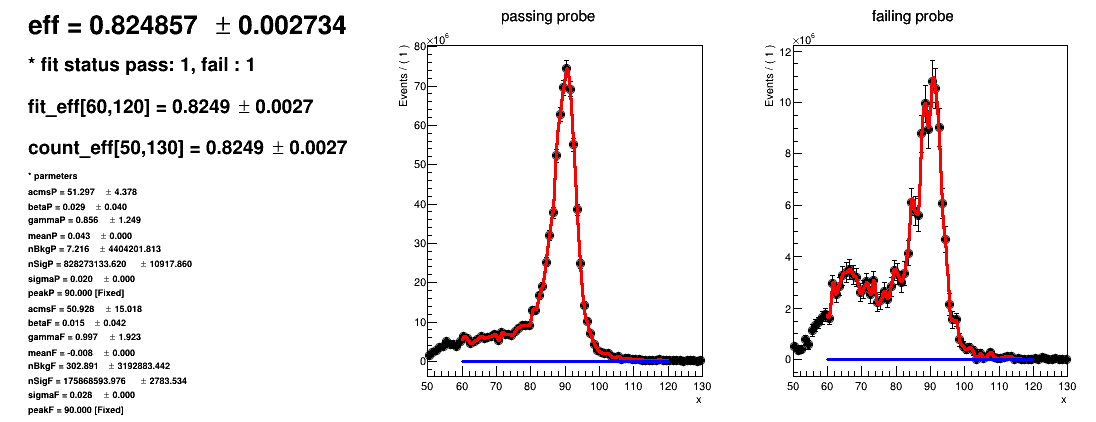 eff = 0.824857 ± 0.002734
* fit status pass: 1, fail : 1
fit_eff[60,120] = 0.8249 ± 0.0027
count_eff[50,130] = 0.8249 ± 0.0027
* parmeters
acmsP = 51.297 ± 4.378
betaP = 0.029 ± 0.040
gammaP = 0.856 ± 1.249
meanP = 0.043 ± 0.000
nBkgP = 7.216 ± 4404201.813
nSigP = 828273133.620 ± 10917.860
sigmaP = 0.020 ± 0.000
peakP = 90.000 [Fixed]
acmsF = 50.928 ± 15.018
betaF = 0.015 ± 0.042
gammaF = 0.997 ± 1.923
meanF = -0.008 ± 0.000
nBkgF = 302.891 ± 3192883.442
nSigF = 175868593.976 ± 2783.534
sigmaF = 0.028 ± 0.000
peakF = 90.000 [Fixed]
passing probe
×10⁶
Events / ( 1 )
80
70
60
50
40
30
20
10
0
50 60 70 80 90 100 110 120 130
x
failing probe
×10⁶
Events / ( 1 )
12
10
8
6
4
2
0
50 60 70 80 90 100 110 120 130
x